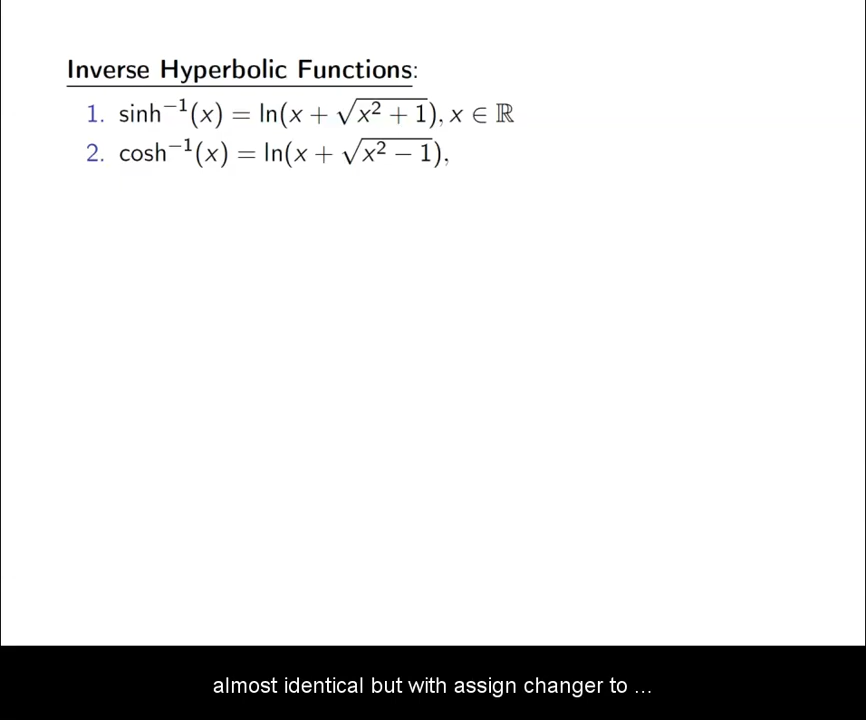 Inverse Hyperbolic Functions:
1. sinh⁻¹(x) = ln(x + √(x² + 1)), x ∈ ℝ
2. cosh⁻¹(x) = ln(x + √(x² − 1)),
almost identical but with assign changer to ...